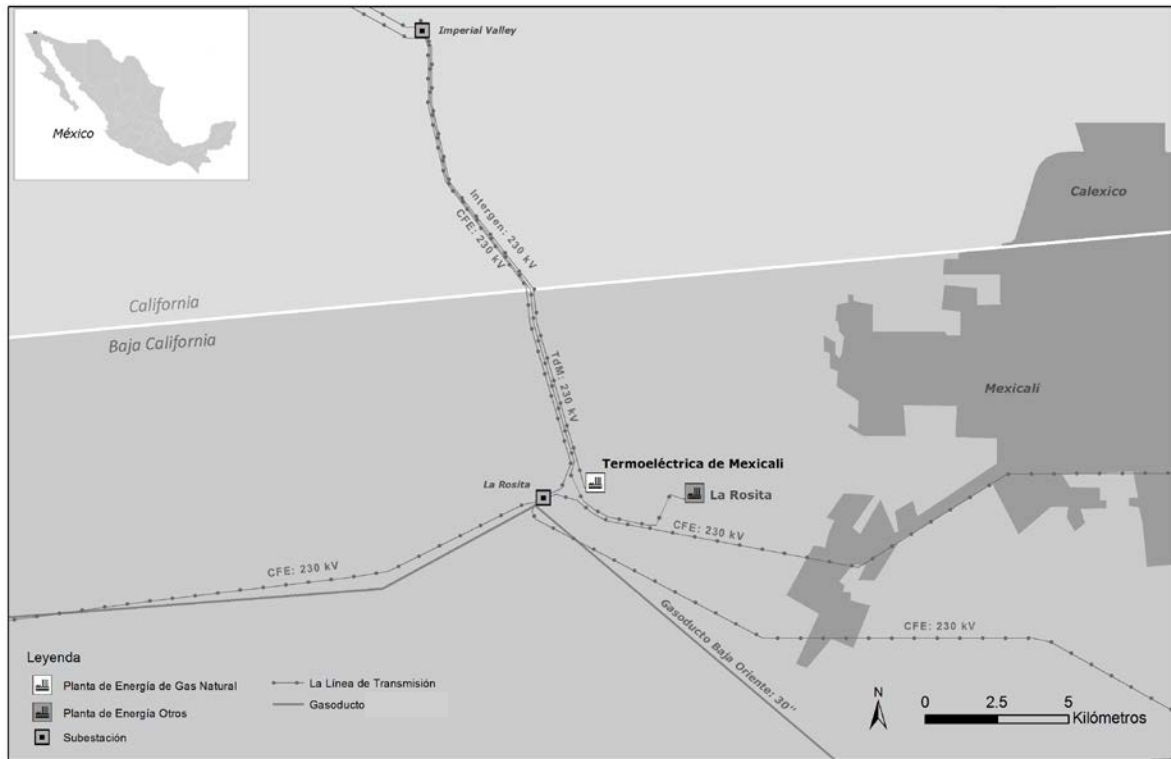 Imperial Valley
México
Calexico
Intergen: 230 kV
CFE: 230 kV
California
Baja California
TdM: 230 kV
Mexicali
Termoeléctrica de Mexicali
La Rosita
La Rosita
CFE: 230 kV
CFE: 230 kV
Gasoducto Baja Oriente: 30"
CFE: 230 kV
Leyenda
Planta de Energía de Gas Natural
La Línea de Transmisión
Planta de Energía Otros
Gasoducto
Subestación
N
0 2.5 5
Kilómetros